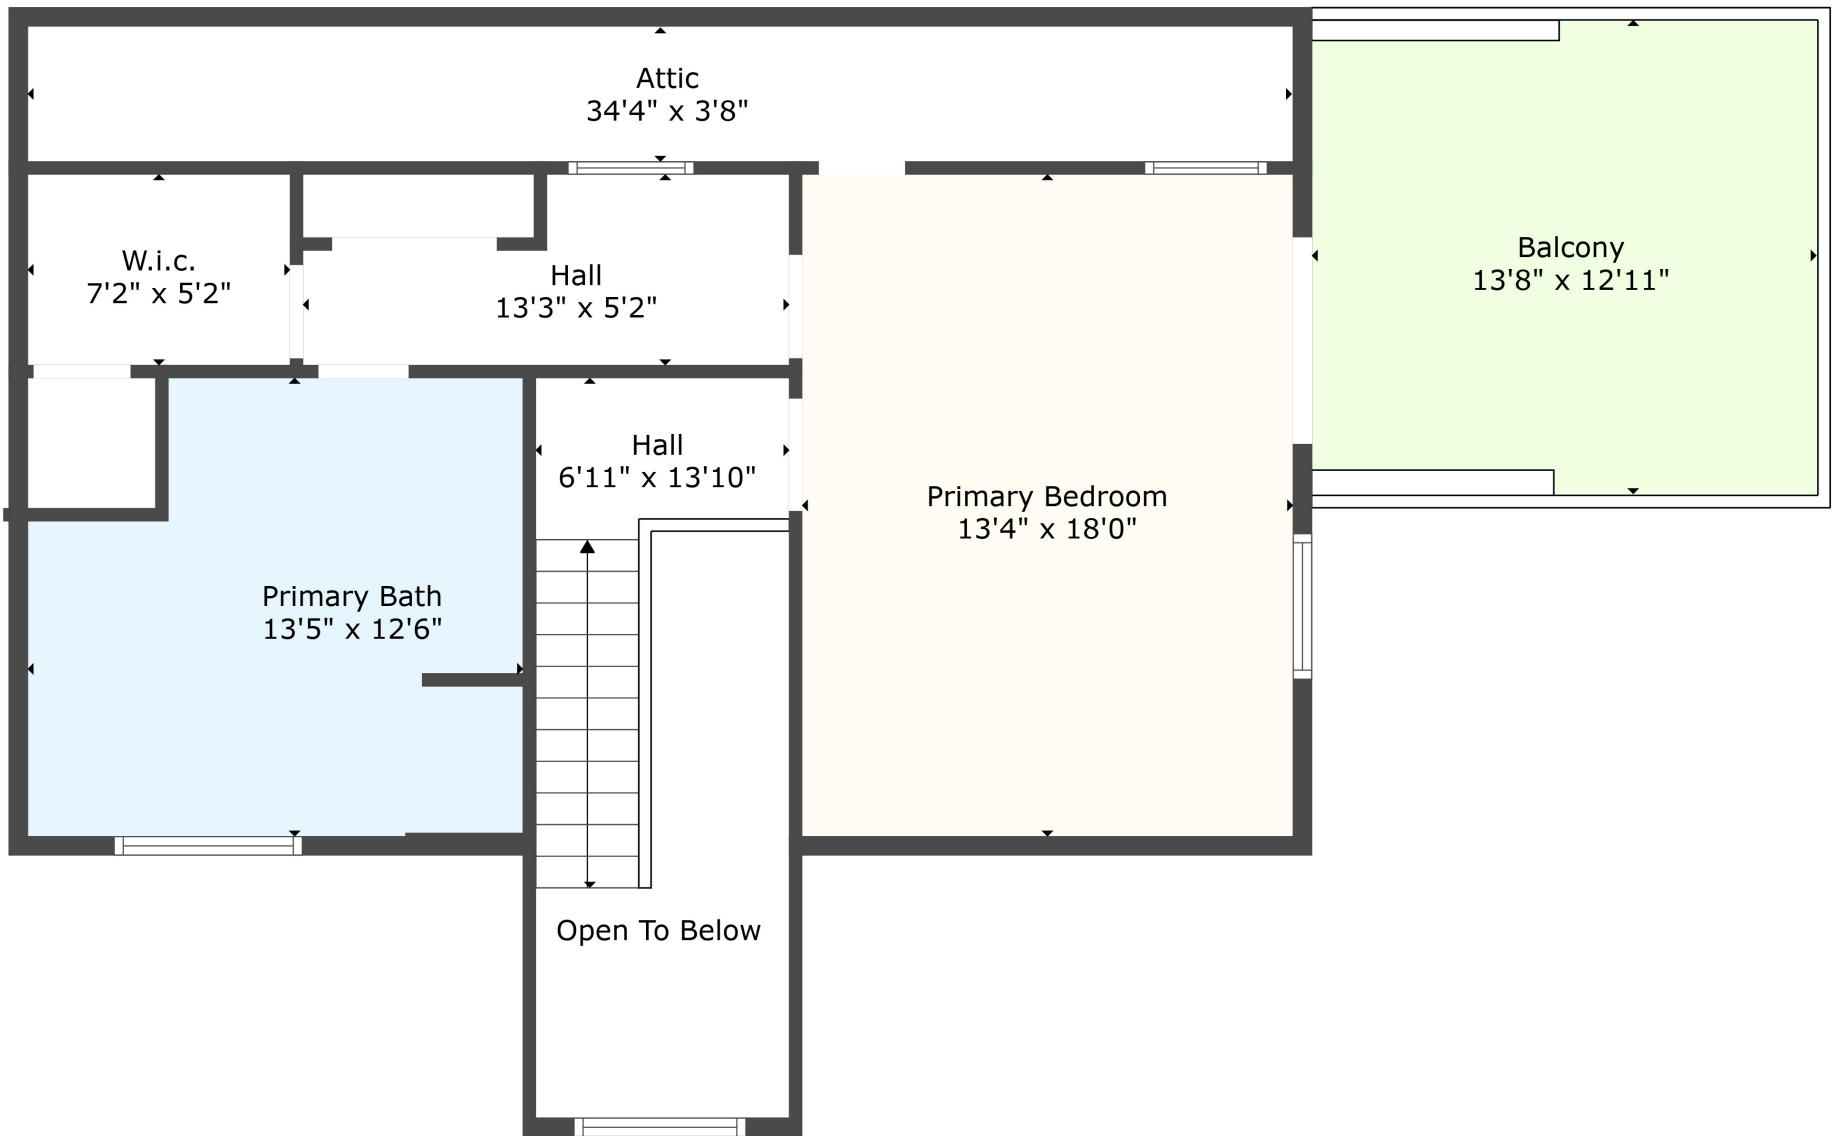 Attic
34'4" x 3'8"
W.i.c.
7'2" x 5'2"
Hall
13'3" x 5'2"
Balcony
13'8" x 12'11"
Hall
6'11" x 13'10"
Primary Bedroom
13'4" x 18'0"
Primary Bath
13'5" x 12'6"
Open To Below